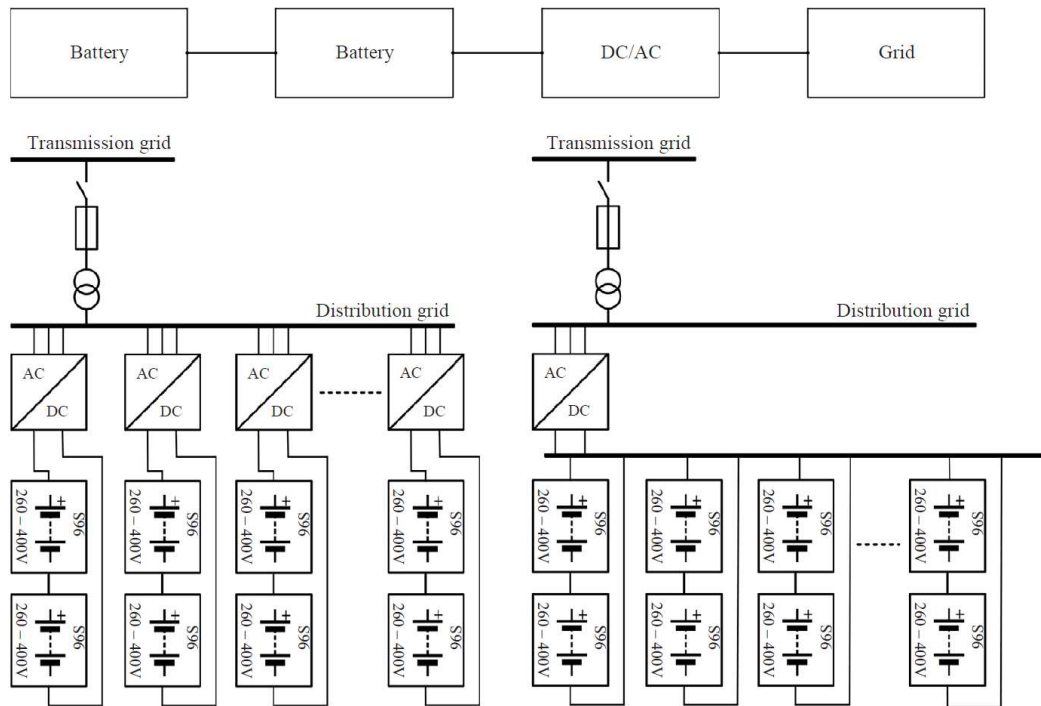 Battery
Battery
DC/AC
Grid
Transmission grid
Distribution grid
AC
DC
AC
DC
AC
DC
AC
DC
S96
260 – 400V
S96
260 – 400V
S96
260 – 400V
S96
260 – 400V
S96
260 – 400V
S96
260 – 400V
S96
260 – 400V
S96
260 – 400V
Transmission grid
Distribution grid
AC
DC
S96
260 – 400V
S96
260 – 400V
S96
260 – 400V
S96
260 – 400V
S96
260 – 400V
S96
260 – 400V
S96
260 – 400V
S96
260 – 400V